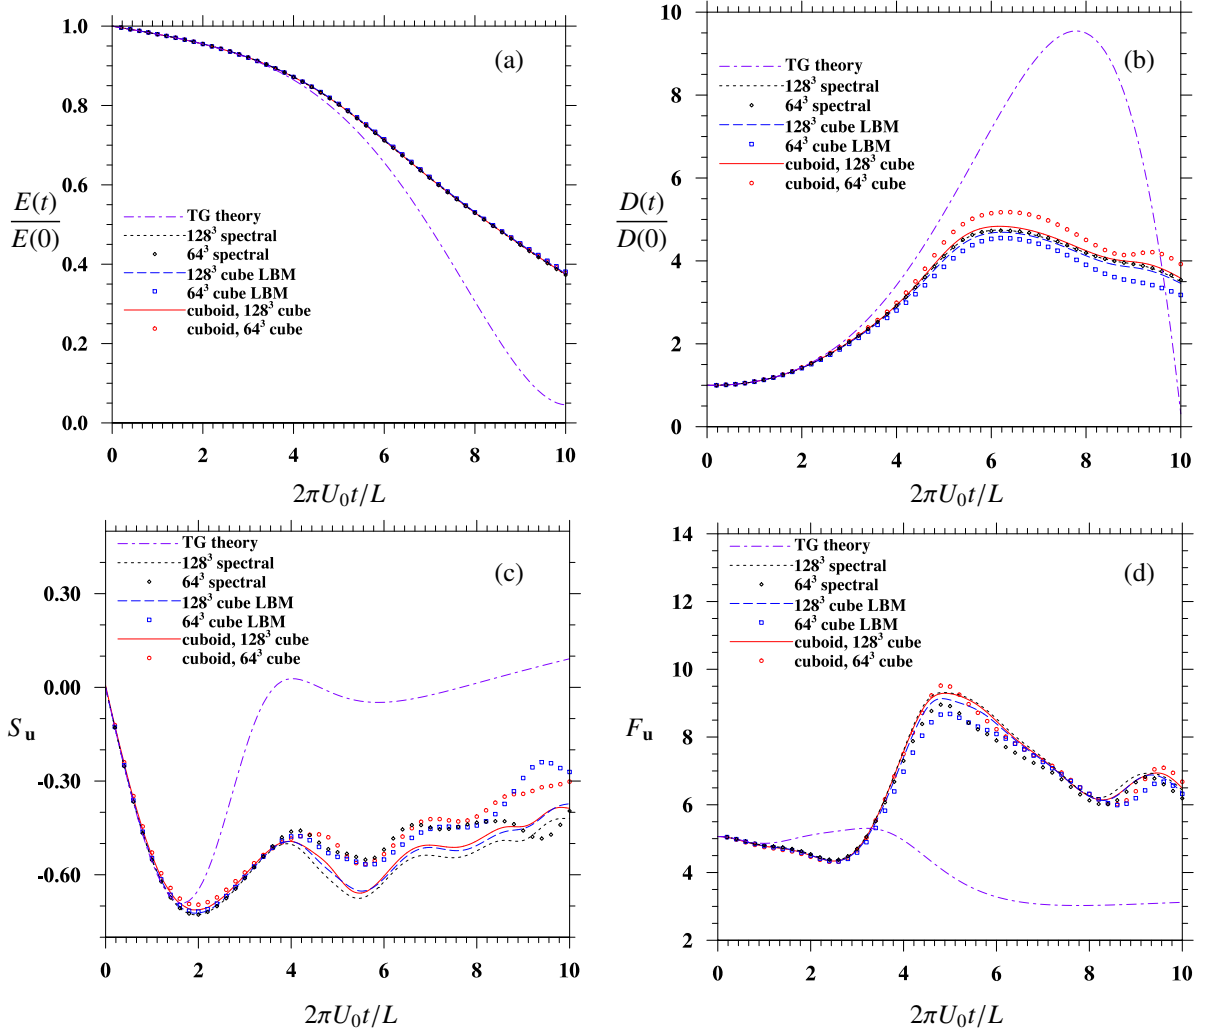 1.0
0.8
0.6
0.4
0.2
0.0
E(t)
E(0)
(a)
TG theory
128³ spectral
64³ spectral
128³ cube LBM
64³ cube LBM
cuboid, 128³ cube
cuboid, 64³ cube
0 2 4 6 8 10
2πU₀t/L
10
8
6
4
2
0
D(t)
D(0)
(b)
TG theory
128³ spectral
64³ spectral
128³ cube LBM
64³ cube LBM
cuboid, 128³ cube
cuboid, 64³ cube
0 2 4 6 8 10
2πU₀t/L
0.30
0.00
-0.30
-0.60
Sᵤ
(c)
TG theory
128³ spectral
64³ spectral
128³ cube LBM
64³ cube LBM
cuboid, 128³ cube
cuboid, 64³ cube
0 2 4 6 8 10
2πU₀t/L
14
12
10
8
6
4
2
Fᵤ
(d)
TG theory
128³ spectral
64³ spectral
128³ cube LBM
64³ cube LBM
cuboid, 128³ cube
cuboid, 64³ cube
0 2 4 6 8 10
2πU₀t/L